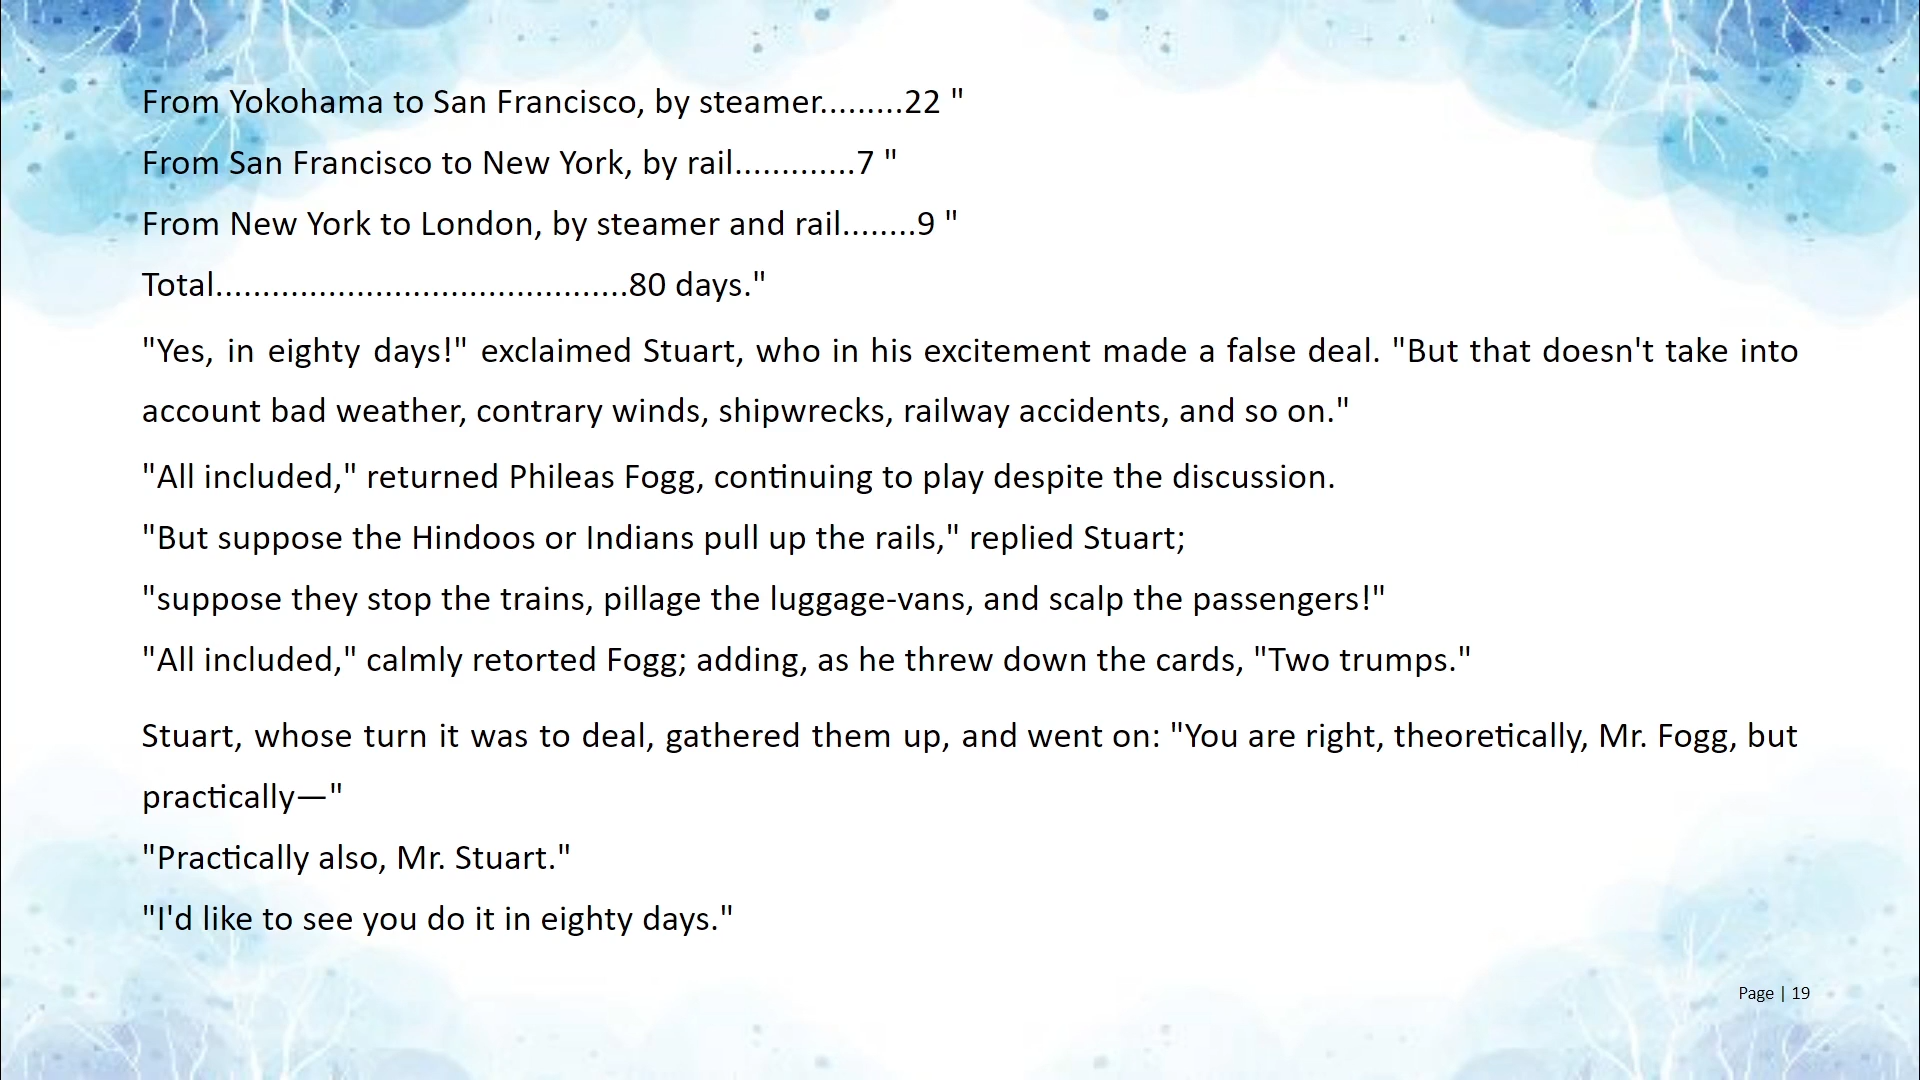 From Yokohama to San Francisco, by steamer.........22 "
From San Francisco to New York, by rail.............7 "
From New York to London, by steamer and rail........9 "
Total............................................80 days."
"Yes, in eighty days!" exclaimed Stuart, who in his excitement made a false deal. "But that doesn't take into
account bad weather, contrary winds, shipwrecks, railway accidents, and so on."
"All included," returned Phileas Fogg, continuing to play despite the discussion.
"But suppose the Hindoos or Indians pull up the rails," replied Stuart;
"suppose they stop the trains, pillage the luggage-vans, and scalp the passengers!"
"All included," calmly retorted Fogg; adding, as he threw down the cards, "Two trumps."
Stuart, whose turn it was to deal, gathered them up, and went on: "You are right, theoretically, Mr. Fogg, but
practically—"
"Practically also, Mr. Stuart."
"I'd like to see you do it in eighty days."
Page | 19